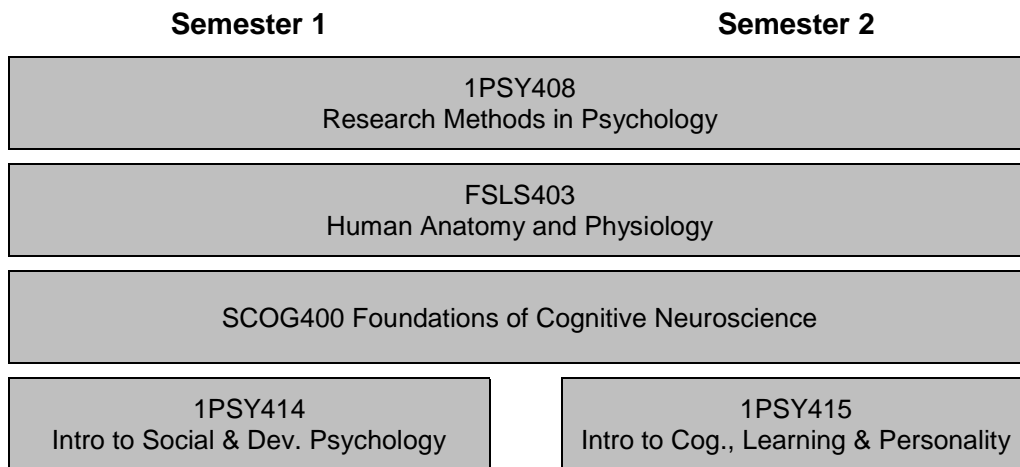 Semester 1
Semester 2
1PSY408
Research Methods in Psychology
FSLS403
Human Anatomy and Physiology
SCOG400 Foundations of Cognitive Neuroscience
1PSY414
Intro to Social & Dev. Psychology
1PSY415
Intro to Cog., Learning & Personality